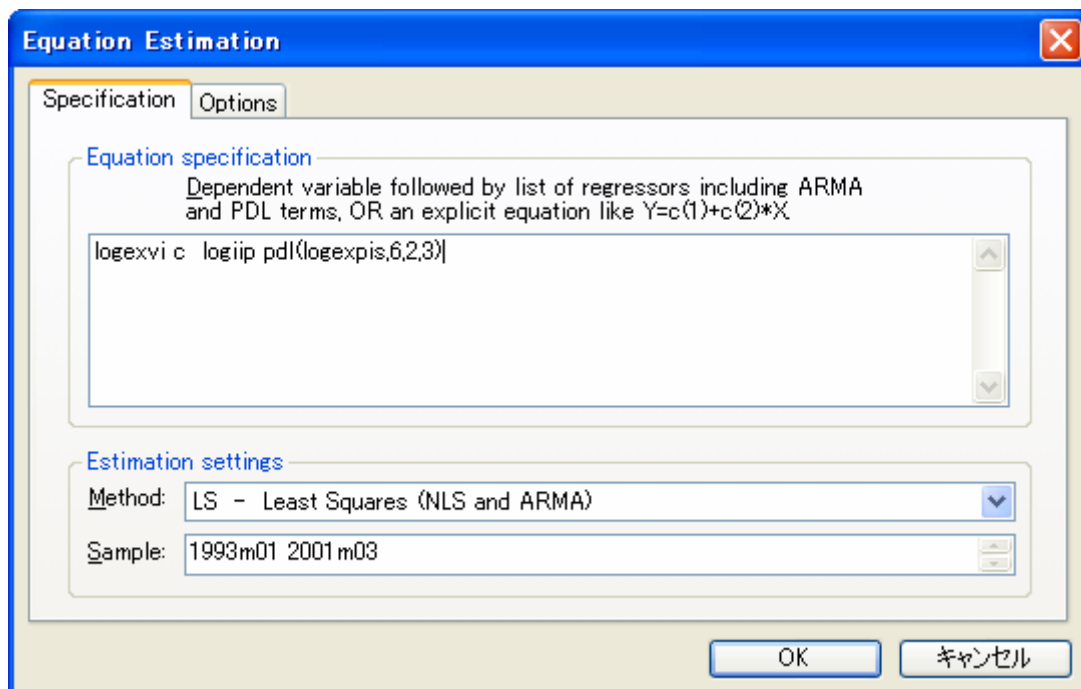 Equation Estimation
Specification
Options
Equation specification
Dependent variable followed by list of regressors including ARMA
and PDL terms, OR an explicit equation like Y=c(1)+c(2)*X.
logexvi c  logiip pdl(logexpis,6,2,3)
Estimation settings
Method: LS - Least Squares (NLS and ARMA)
Sample: 1993m01 2001m03
OK
キャンセル